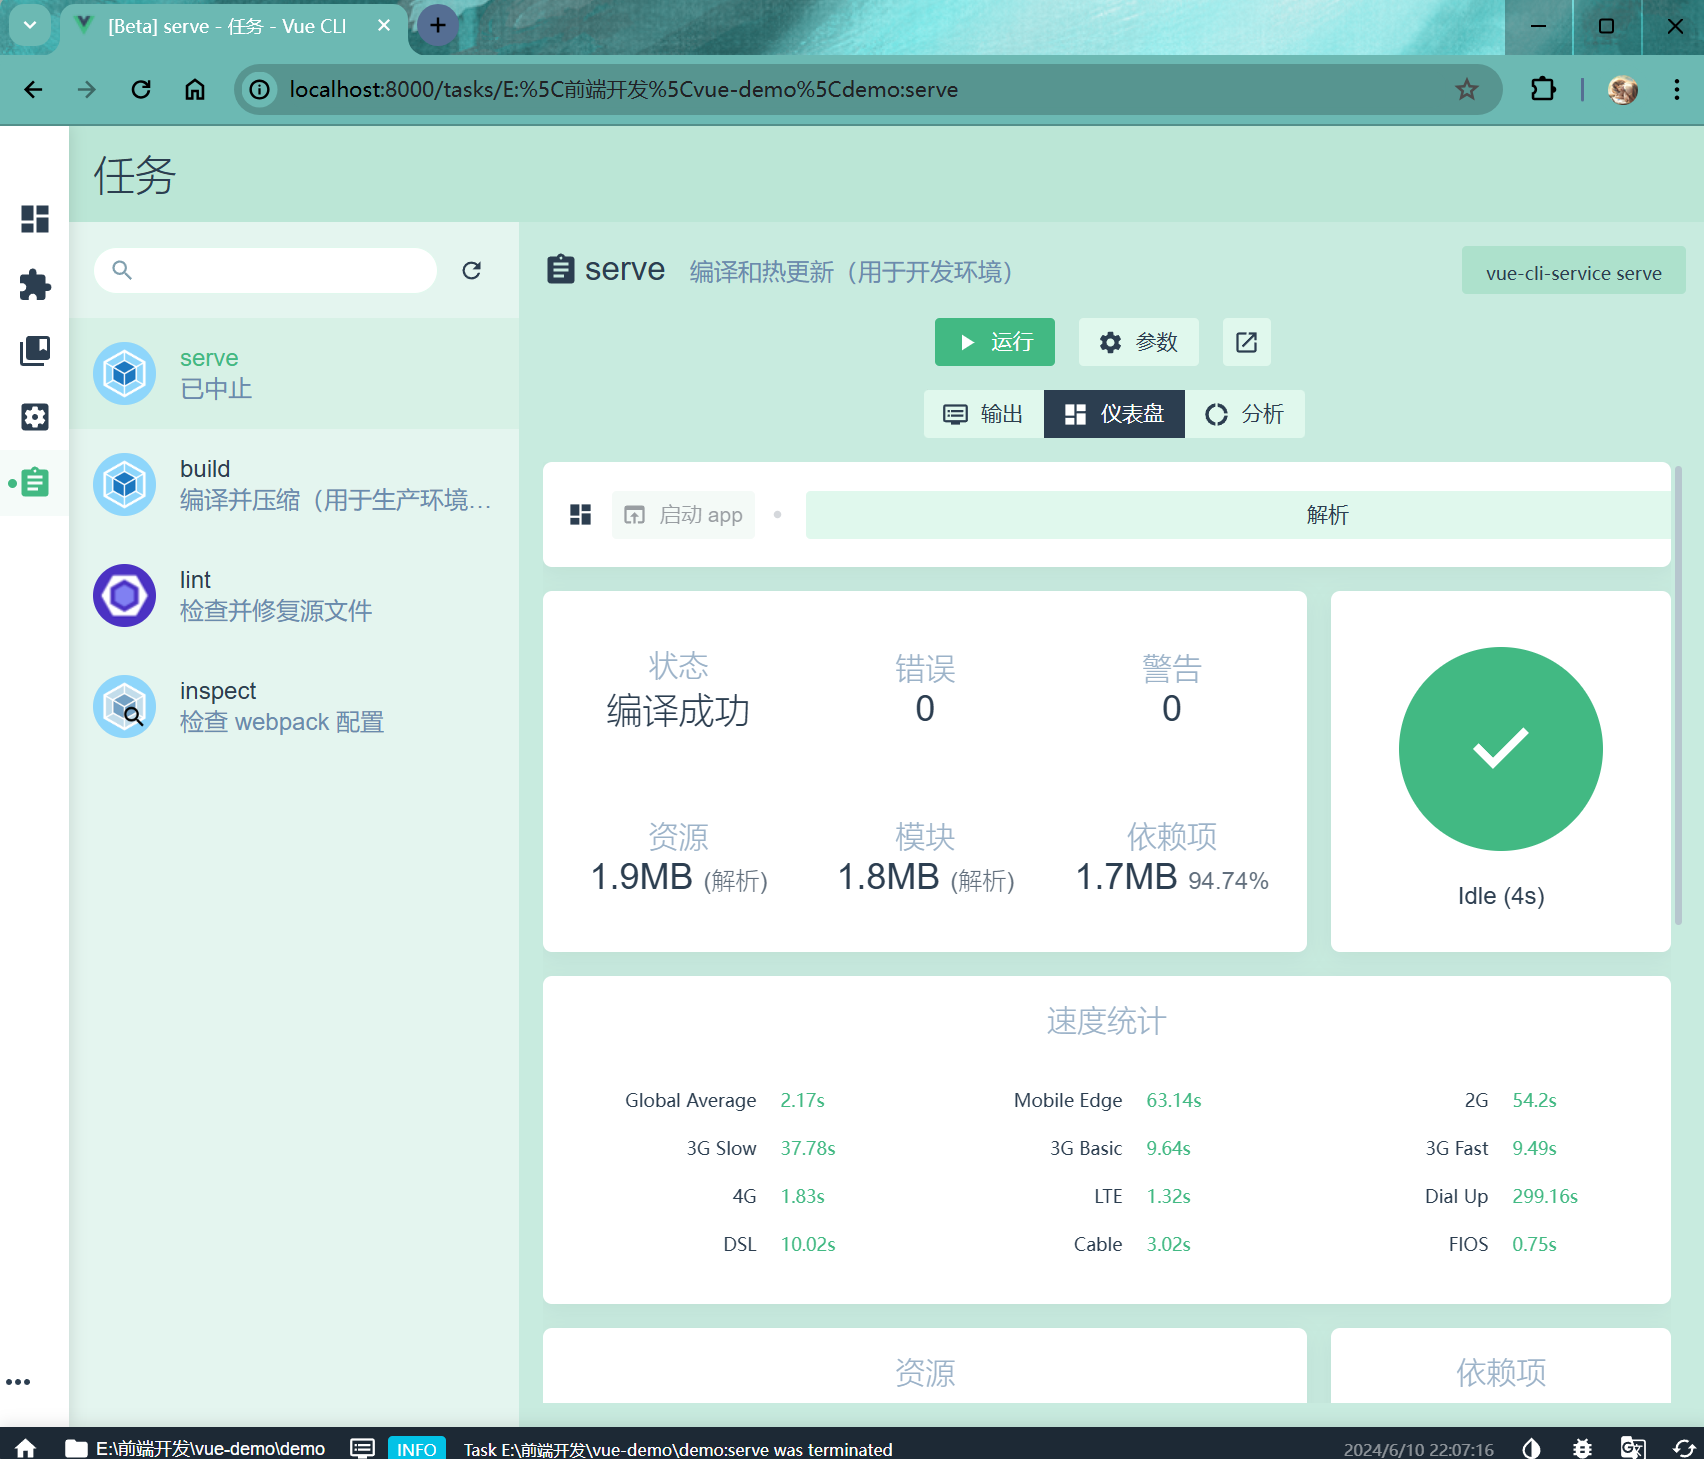 [Beta] serve - 任务 - Vue CLI
localhost:8000/tasks/E:%5C前端开发%5Cvue-demo%5Cdemo:serve
任务
serve
已中止
build
编译并压缩（用于生产环境…
lint
检查并修复源文件
inspect
检查 webpack 配置
serve 编译和热更新（用于开发环境） vue-cli-service serve
运行 参数
输出 仪表盘 分析
启动 app 解析
状态 错误 警告
编译成功 0 0
资源 模块 依赖项
1.9MB (解析) 1.8MB (解析) 1.7MB 94.74%
Idle (4s)
速度统计
Global Average 2.17s Mobile Edge 63.14s 2G 54.2s
3G Slow 37.78s 3G Basic 9.64s 3G Fast 9.49s
4G 1.83s LTE 1.32s Dial Up 299.16s
DSL 10.02s Cable 3.02s FIOS 0.75s
资源 依赖项
E:\前端开发\vue-demo\demo INFO Task E:\前端开发\vue-demo\demo:serve was terminated 2024/6/10 22:07:16